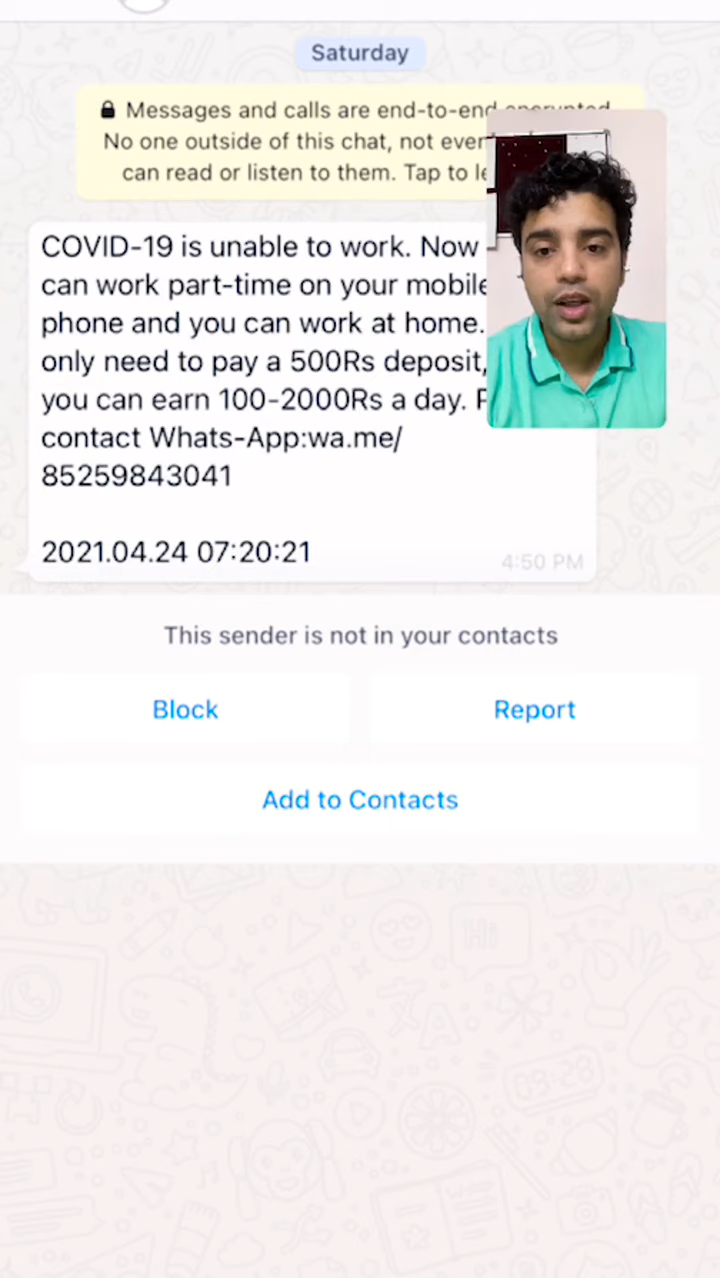 Saturday
Messages and calls are end-to-end encrypted.
No one outside of this chat, not even
can read or listen to them. Tap to
COVID-19 is unable to work. Now
can work part-time on your mobile
phone and you can work at home.
only need to pay a 500Rs deposit,
you can earn 100-2000Rs a day.
contact Whats-App:wa.me/
85259843041
2021.04.24 07:20:21
4:50 PM
This sender is not in your contacts
Block
Report
Add to Contacts